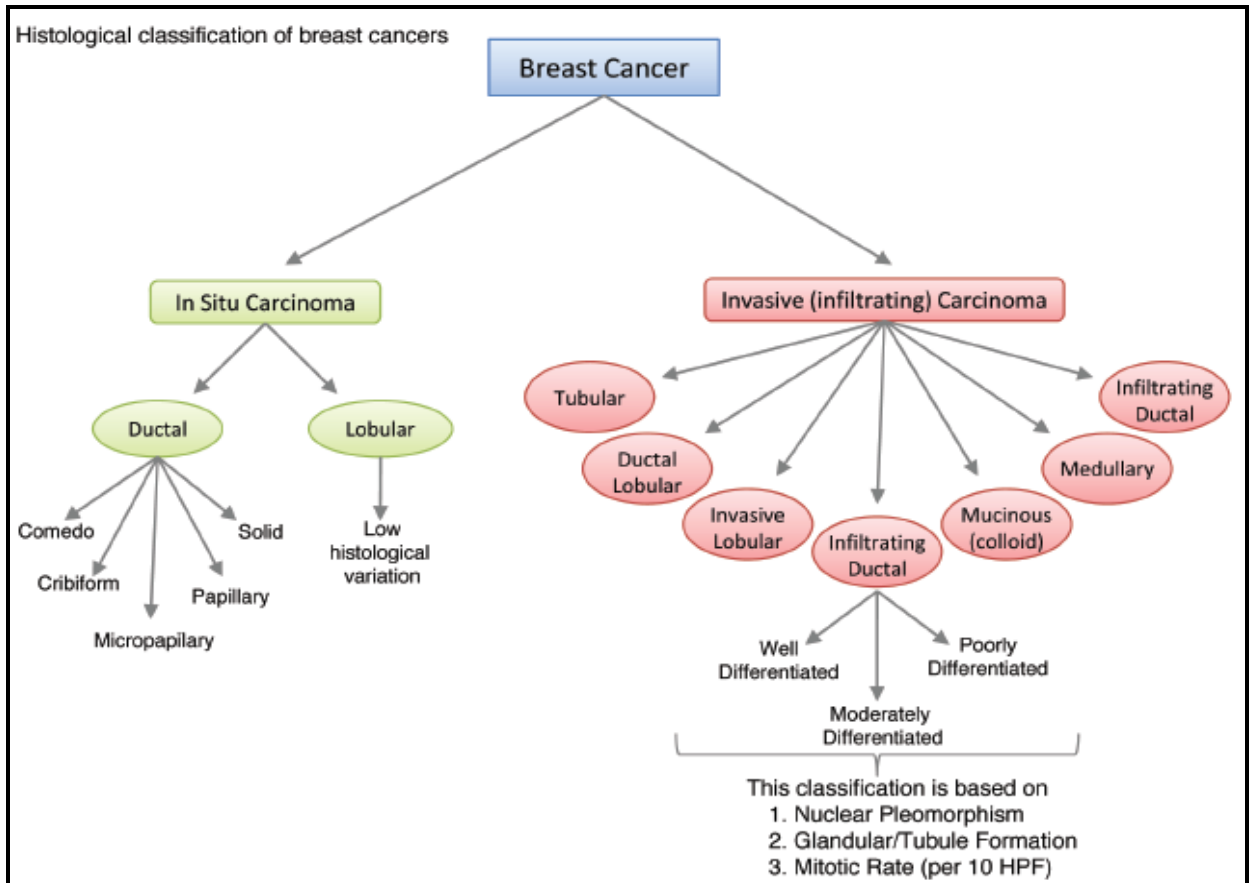 Histological classification of breast cancers
Breast Cancer
In Situ Carcinoma
Invasive (infiltrating) Carcinoma
Ductal
Lobular
Comedo
Cribiform
Micropapilary
Papillary
Solid
Low
histological
variation
Tubular
Ductal
Lobular
Invasive
Lobular
Infiltrating
Ductal
Mucinous
(colloid)
Medullary
Infiltrating
Ductal
Well
Differentiated
Moderately
Differentiated
Poorly
Differentiated
This classification is based on
1. Nuclear Pleomorphism
2. Glandular/Tubule Formation
3. Mitotic Rate (per 10 HPF)